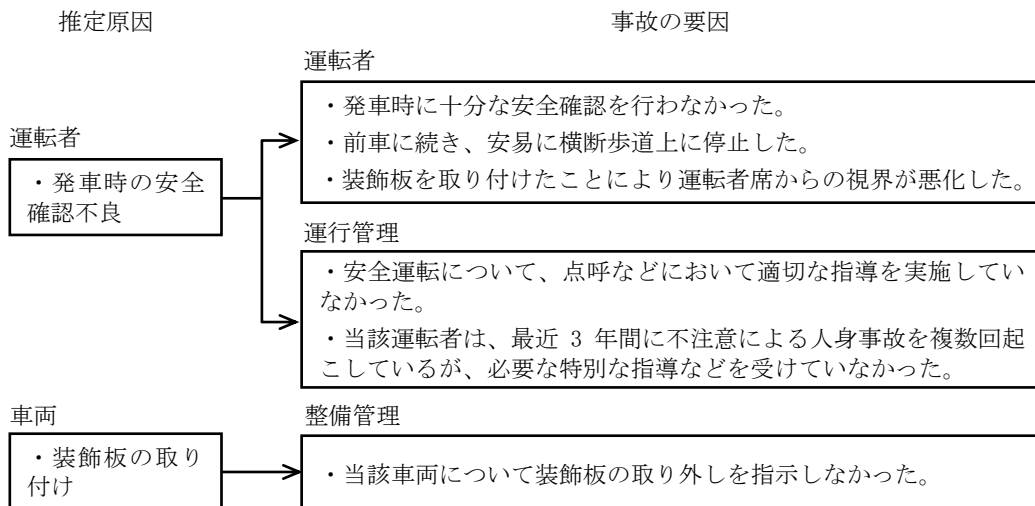 推定原因
事故の要因
運転者
・発車時の安全
確認不良
運転者
・発車時に十分な安全確認を行わなかった。
・前車に続き、安易に横断歩道上に停止した。
・装飾板を取り付けたことにより運転者席からの視界が悪化した。
運行管理
・安全運転について、点呼などにおいて適切な指導を実施してい
なかった。
・当該運転者は、最近 3 年間に不注意による人身事故を複数回起
こしているが、必要な特別な指導などを受けていなかった。
車両
・装飾板の取り
付け
整備管理
・当該車両について装飾板の取り外しを指示しなかった。